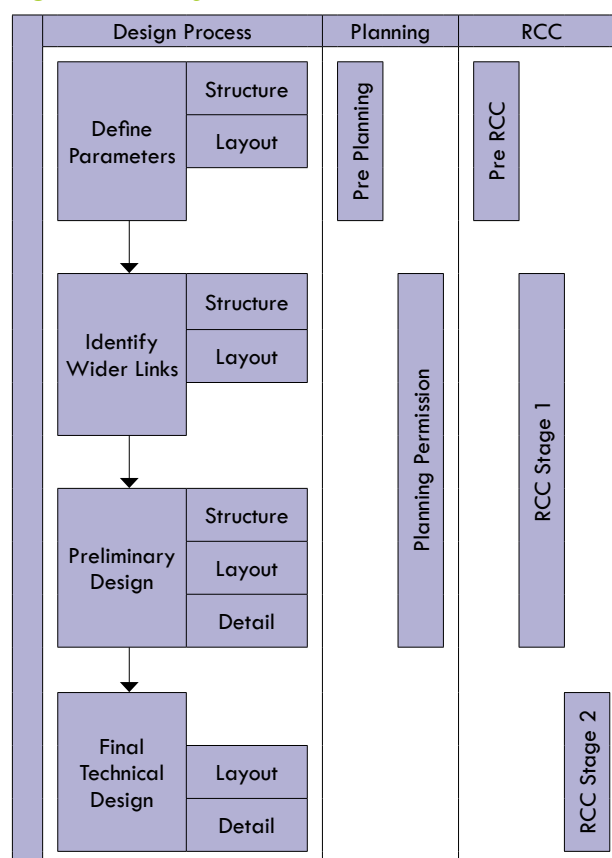 Design Process
Planning
RCC
Define
Parameters
Structure
Layout
Pre Planning
Pre RCC
Identify
Wider Links
Structure
Layout
Planning Permission
RCC Stage 1
Preliminary
Design
Structure
Layout
Detail
Final
Technical
Design
Layout
Detail
RCC Stage 2